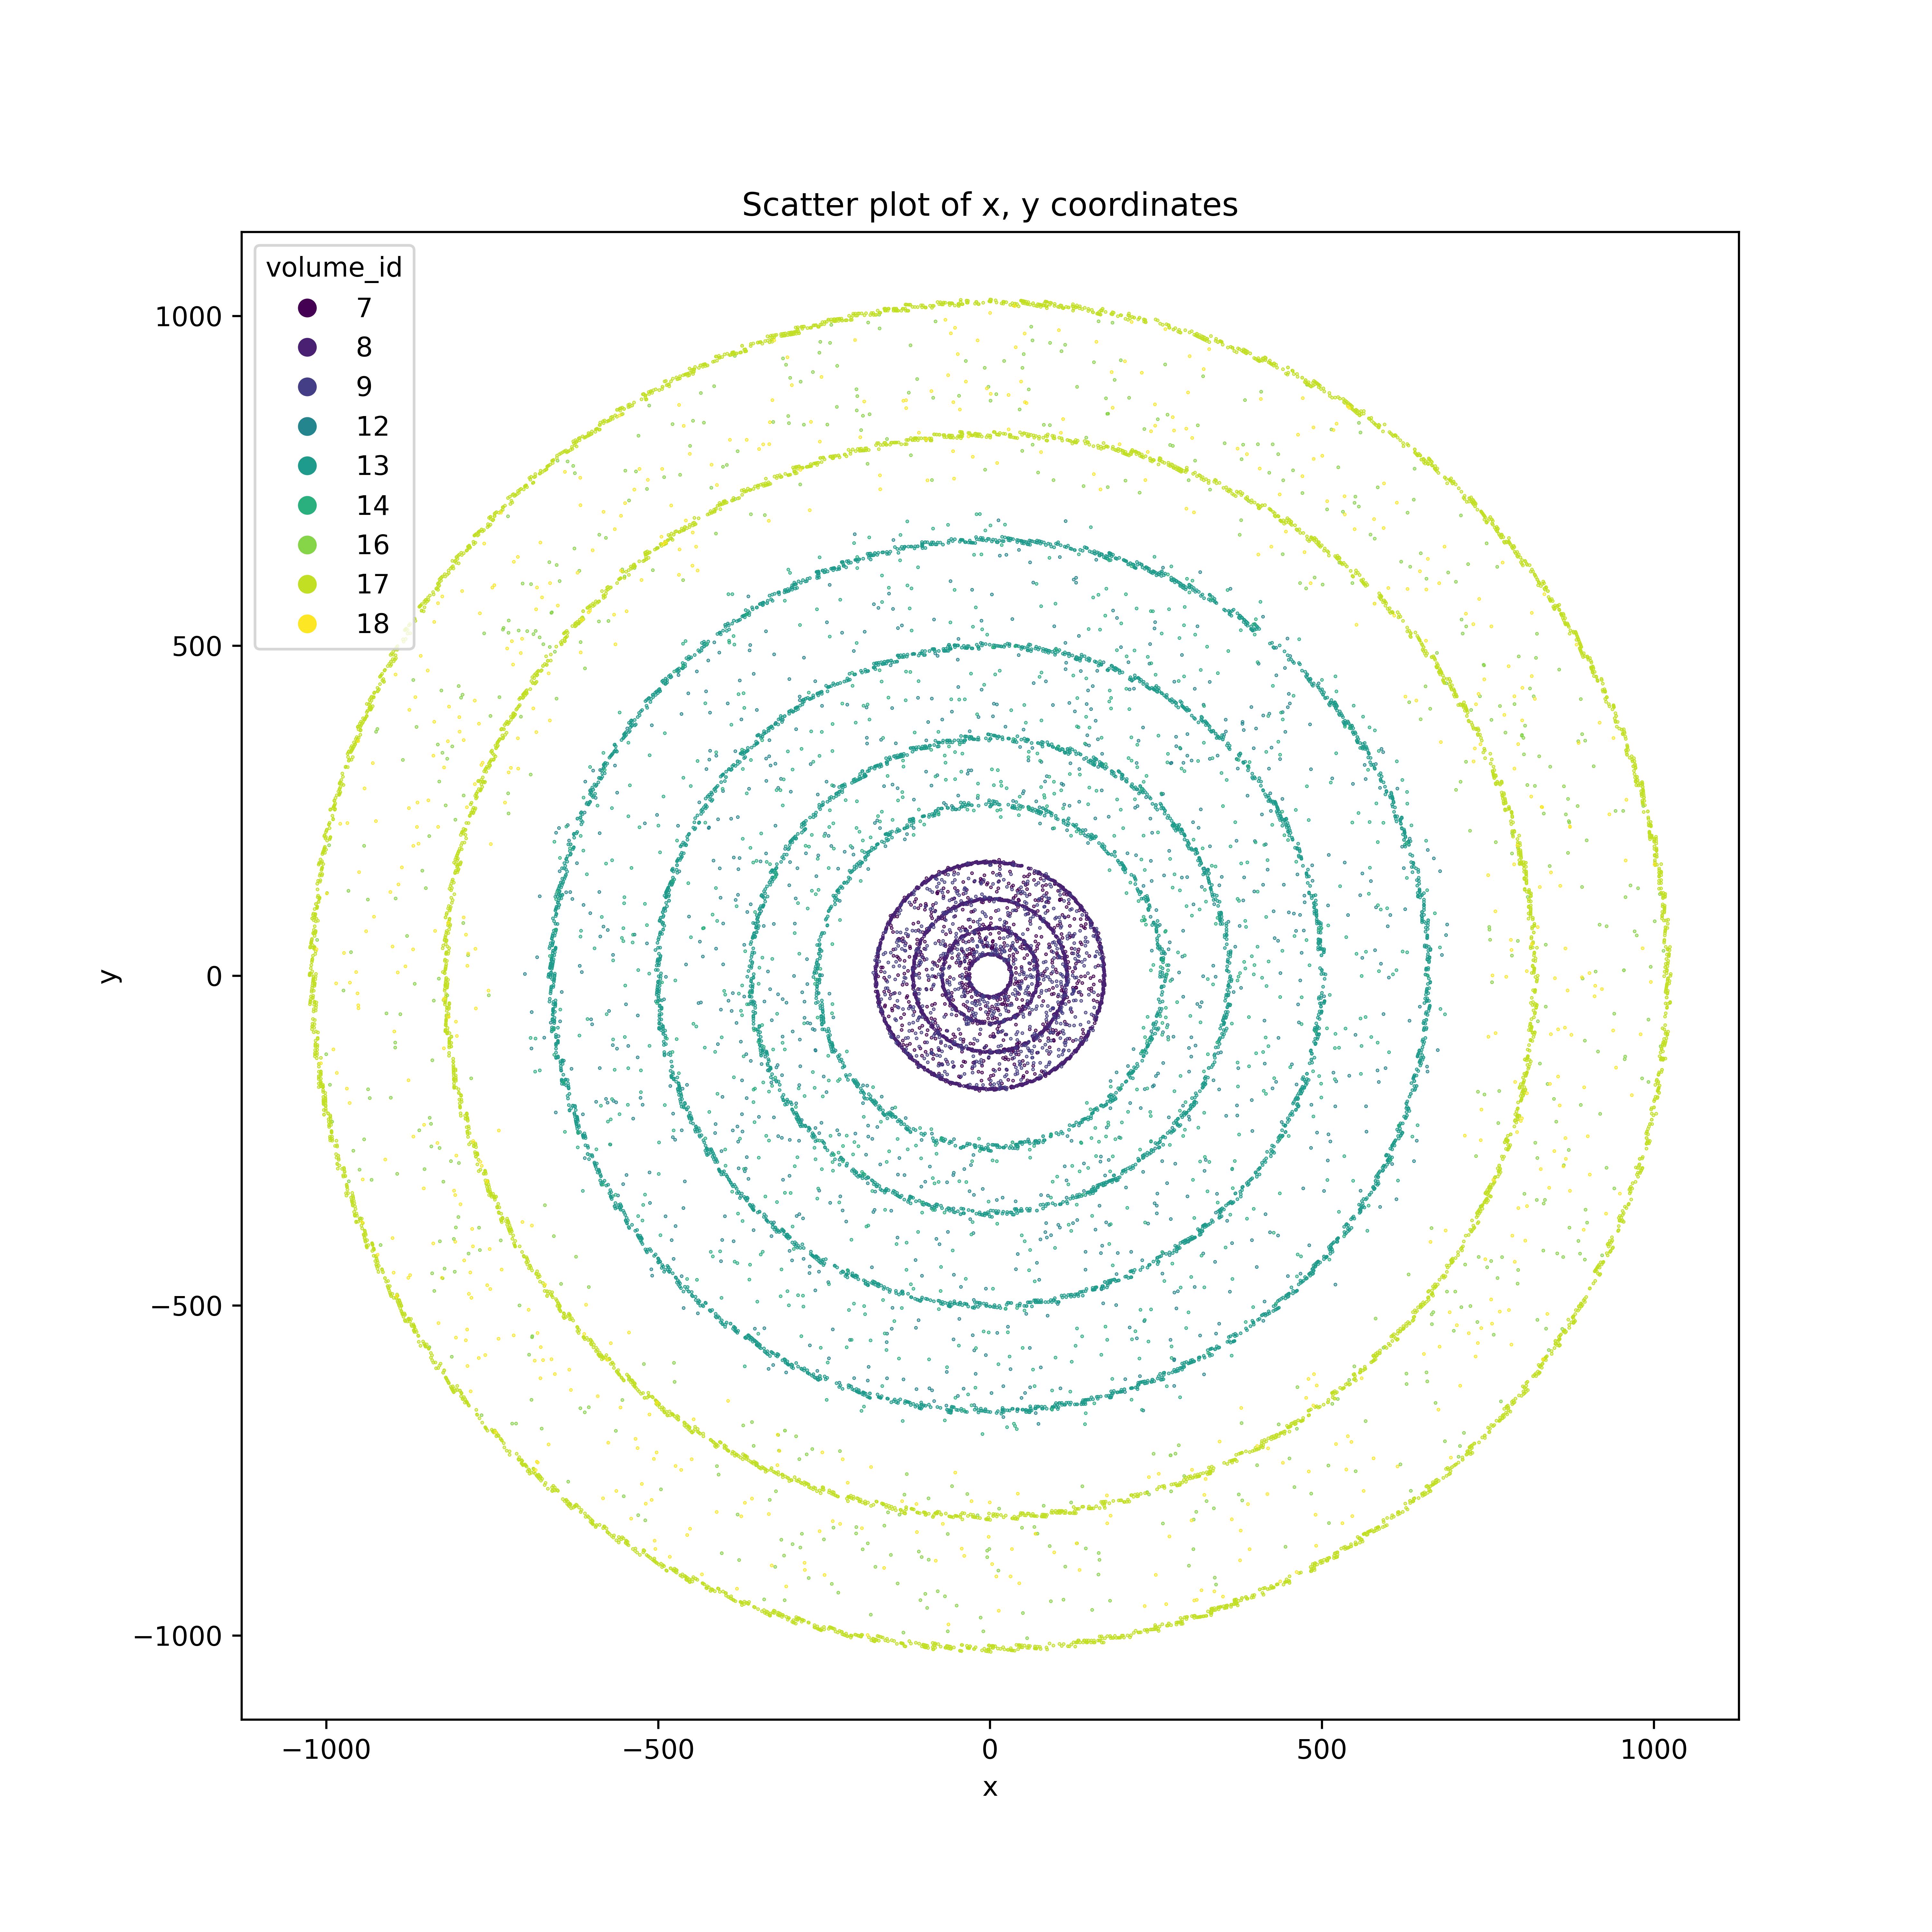 Scatter plot of x, y coordinates
volume_id
7
8
9
12
13
14
16
17
18
1000
500
0
−500
−1000
y
−1000 −500 0 500 1000
x